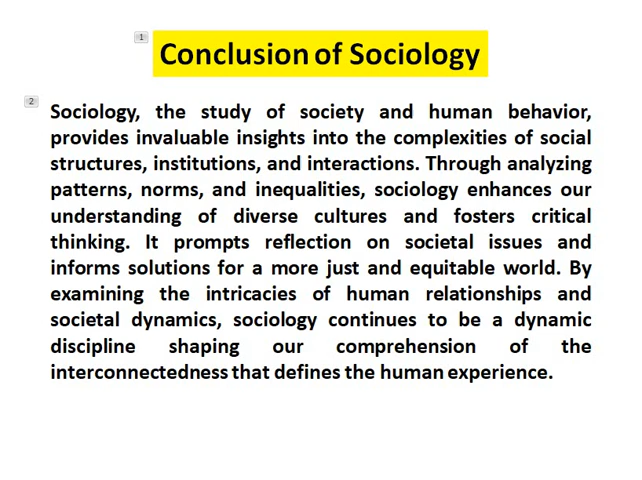 1
Conclusion of Sociology
2
Sociology, the study of society and human behavior,
provides invaluable insights into the complexities of social
structures, institutions, and interactions. Through analyzing
patterns, norms, and inequalities, sociology enhances our
understanding of diverse cultures and fosters critical
thinking. It prompts reflection on societal issues and
informs solutions for a more just and equitable world. By
examining the intricacies of human relationships and
societal dynamics, sociology continues to be a dynamic
discipline shaping our comprehension of the
interconnectedness that defines the human experience.